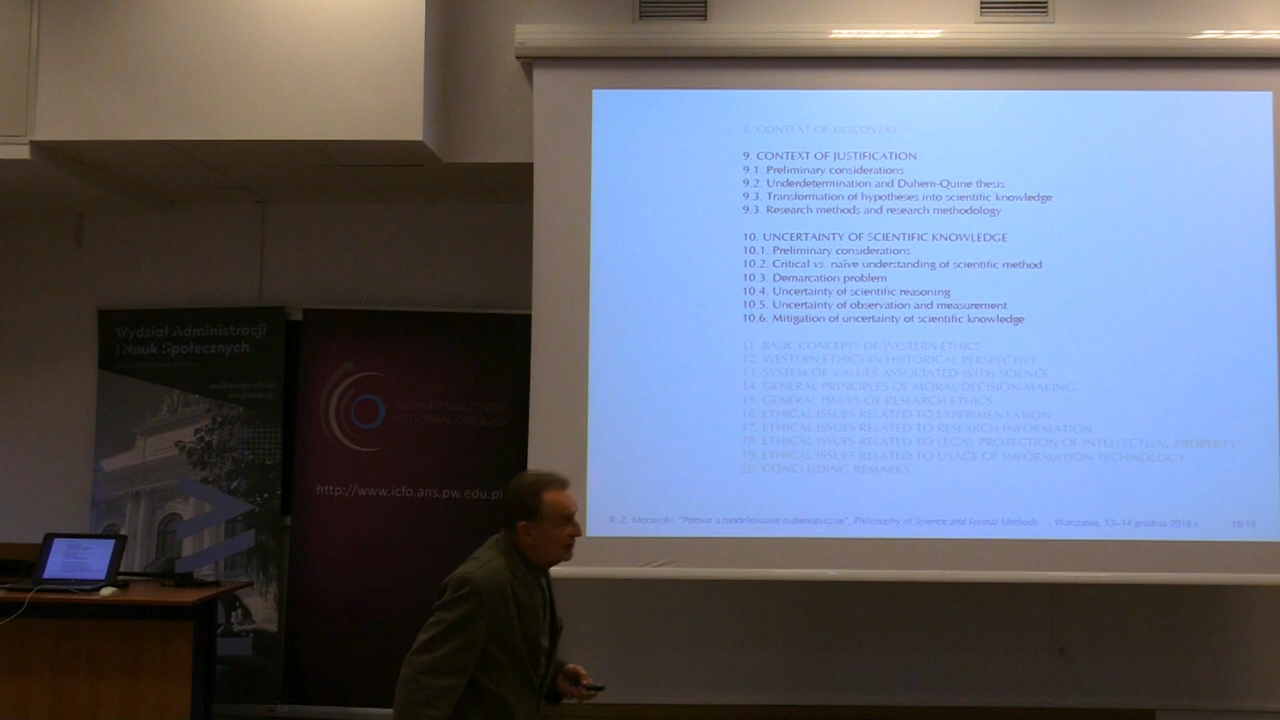 8. CONTEXT OF DISCOVERY
9. CONTEXT OF JUSTIFICATION
9.1. Preliminary considerations
9.2. Underdetermination and Duhem-Quine thesis
9.3. Transformation of hypotheses into scientific knowledge
9.3. Research methods and research methodology
10. UNCERTAINTY OF SCIENTIFIC KNOWLEDGE
10.1. Preliminary considerations
10.2. Critical vs. naïve understanding of scientific method
10.3. Demarcation problem
10.4. Uncertainty of scientific reasoning
10.5. Uncertainty of observation and measurement
10.6. Mitigation of uncertainty of scientific knowledge
11. BASIC CONCEPTS OF WESTERN ETHICS
12. WESTERN ETHICS IN HISTORICAL PERSPECTIVE
13. SYSTEM OF VALUES ASSOCIATED WITH SCIENCE
14. GENERAL PRINCIPLES OF MORAL DECISION-MAKING
15. GENERAL ISSUES OF RESEARCH ETHICS
16. ETHICAL ISSUES RELATED TO EXPERIMENTATION
17. ETHICAL ISSUES RELATED TO RESEARCH INFORMATION
18. ETHICAL ISSUES RELATED TO LEGAL PROTECTION OF INTELLECTUAL PROPERTY
19. ETHICAL ISSUES RELATED TO USAGE OF INFORMATION TECHNOLOGY
20. CONCLUDING REMARKS
R. Z. Morawski, "Pomiar a modelowanie matematyczne", Philosophy of Science and Formal Methods ..., Warszawa, 13–14 grudnia 2018 r. 18/19
Wydział Administracji
i Nauk Społecznych
INTERNATIONAL CENTER
FOR FORMAL ONTOLOGY
http://www.icfo.ans.pw.edu.pl